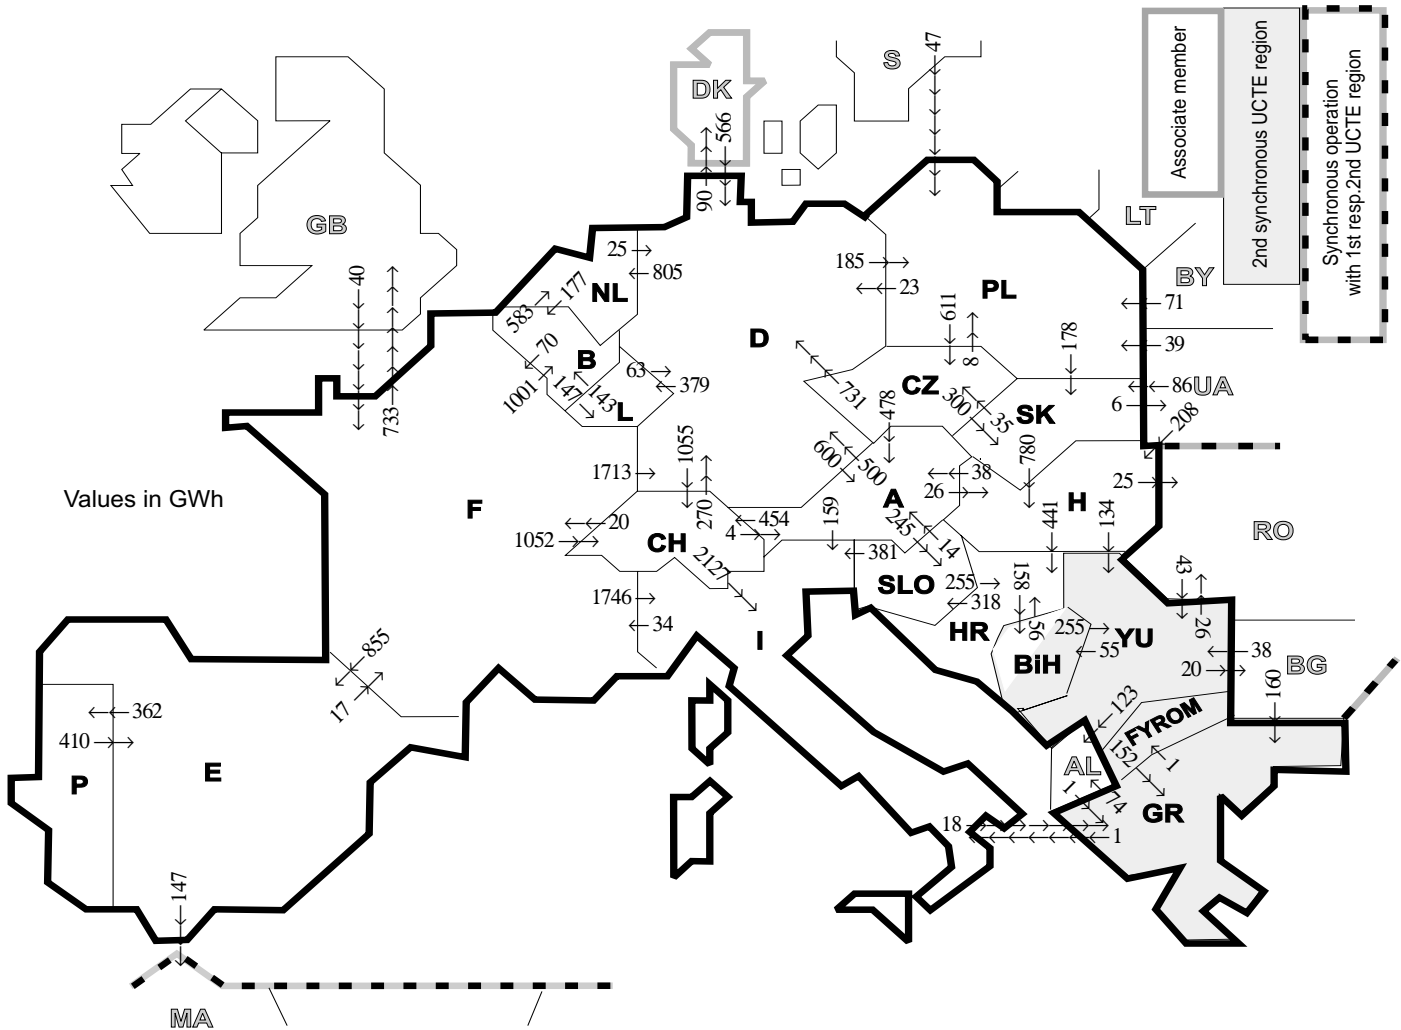 47
S
DK
566
90
Associate member
2nd synchronous UCTE region
Synchronous operation
with 1st resp.2nd UCTE region
GB
LT
BY
40
733
25
805
185
23
PL
NL
177
583
611
8
178
71
39
D
70
B
63
379
1001
147
143
L
731
CZ
300
35
SK
86
UA
6
208
478
1055
1713
600
500
38
780
25
Values in GWh
F
A
26
H
20
270
454
159
245
441
134
RO
1052
4
CH
381
14
2127
SLO
255
158
43
1746
318
34
I
HR
56
255
YU
26
55
BiH
38
20
BG
160
855
17
362
410
P
E
123
FYROM
152
1
AL
1
74
GR
18
1
147
MA